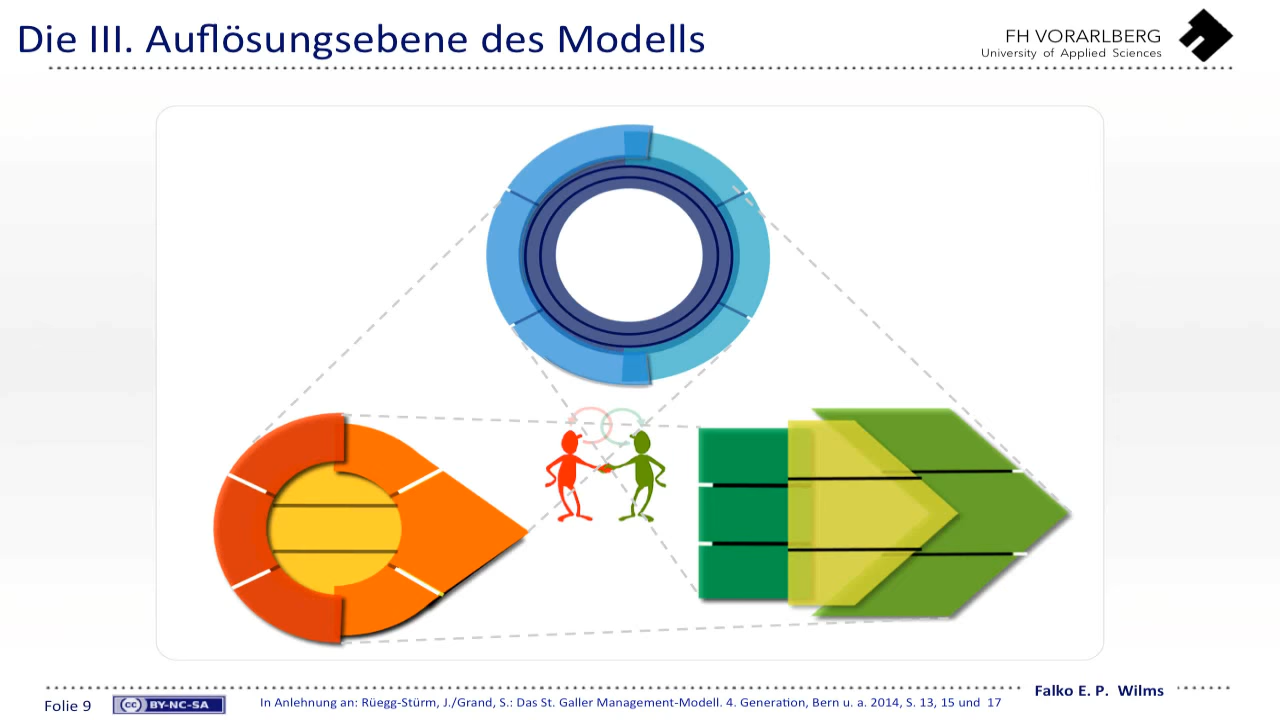 Die III. Auflösungsebene des Modells
FH VORARLBERG
University of Applied Sciences
Falko E. P. Wilms
Folie 9
cc BY-NC-SA
In Anlehnung an: Rüegg-Stürm, J./Grand, S.: Das St. Galler Management-Modell. 4. Generation, Bern u. a. 2014, S. 13, 15 und 17